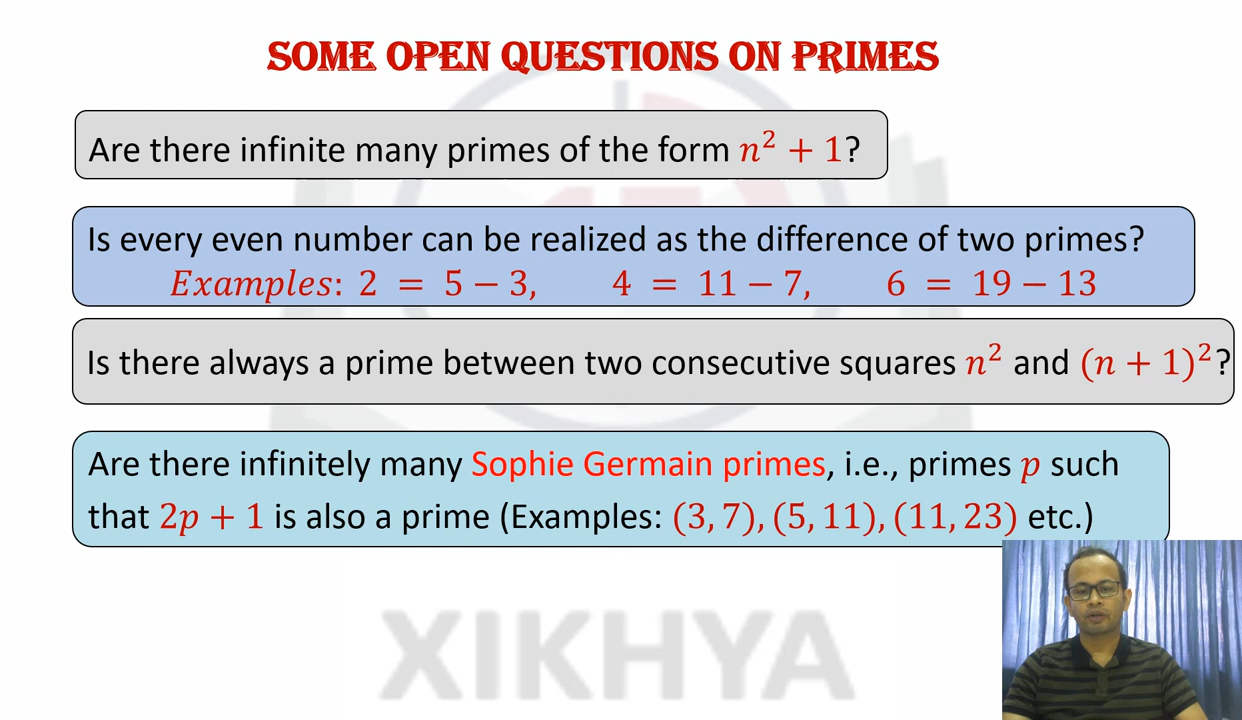 SOME OPEN QUESTIONS ON PRIMES
Are there infinite many primes of the form n² + 1?
Is every even number can be realized as the difference of two primes?
Examples: 2 = 5 − 3, 4 = 11 − 7, 6 = 19 − 13
Is there always a prime between two consecutive squares n² and (n + 1)²?
Are there infinitely many Sophie Germain primes, i.e., primes p such
that 2p + 1 is also a prime (Examples: (3, 7), (5, 11), (11, 23) etc.)
XIKHYA